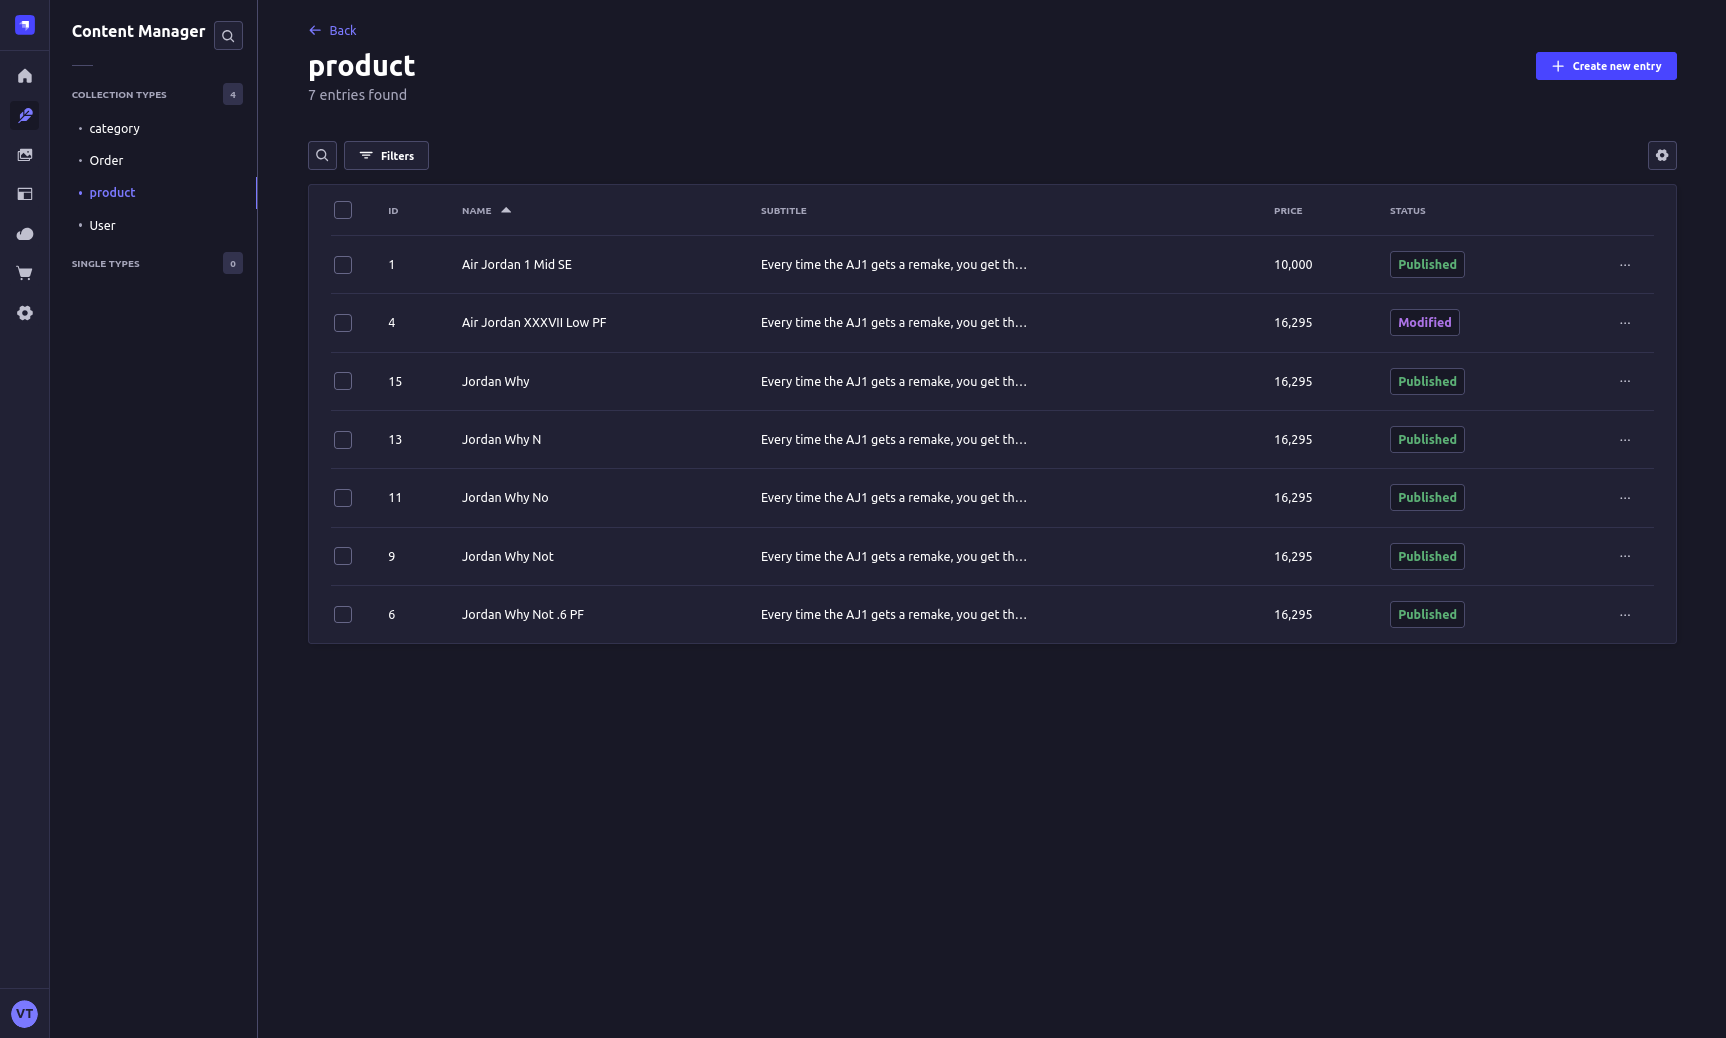 Content Manager
COLLECTION TYPES 4
category
Order
product
User
SINGLE TYPES 0
VT
Back
product
7 entries found
Create new entry
Filters
ID NAME SUBTITLE PRICE STATUS
1 Air Jordan 1 Mid SE Every time the AJ1 gets a remake, you get th… 10,000 Published
4 Air Jordan XXXVII Low PF Every time the AJ1 gets a remake, you get th… 16,295 Modified
15 Jordan Why Every time the AJ1 gets a remake, you get th… 16,295 Published
13 Jordan Why N Every time the AJ1 gets a remake, you get th… 16,295 Published
11 Jordan Why No Every time the AJ1 gets a remake, you get th… 16,295 Published
9 Jordan Why Not Every time the AJ1 gets a remake, you get th… 16,295 Published
6 Jordan Why Not .6 PF Every time the AJ1 gets a remake, you get th… 16,295 Published